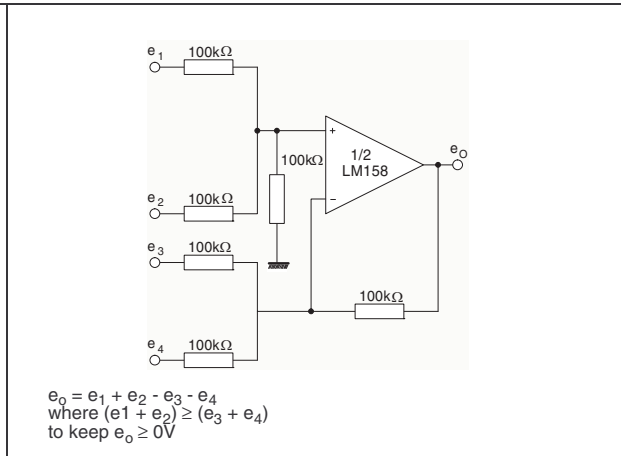 e1
100kΩ
e2
100kΩ
100kΩ
+
1/2
LM158
-
eO
e3
100kΩ
100kΩ
e4
100kΩ
eo = e1 + e2 - e3 - e4
where (e1 + e2) ≥ (e3 + e4)
to keep eo ≥ 0V